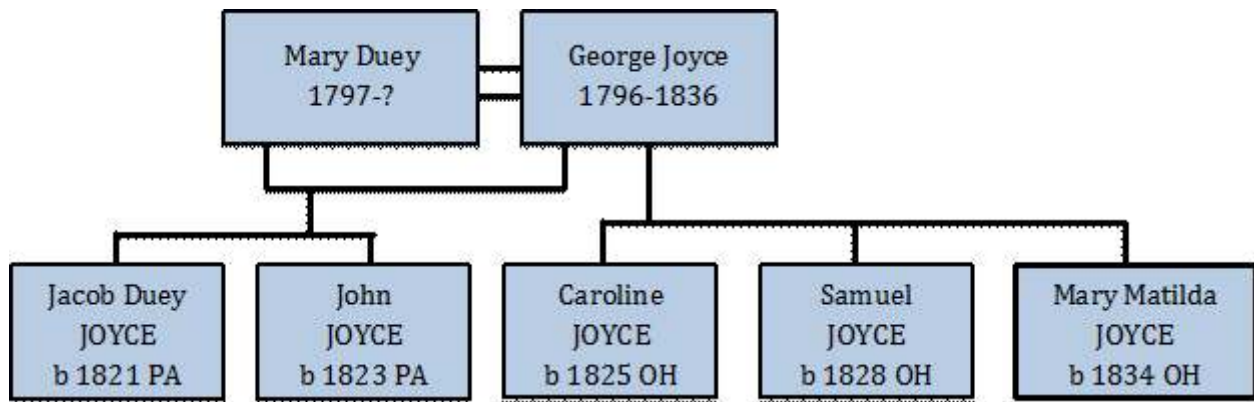 Mary Duey
1797-?
George Joyce
1796-1836
Jacob Duey
JOYCE
b 1821 PA
John
JOYCE
b 1823 PA
Caroline
JOYCE
b 1825 OH
Samuel
JOYCE
b 1828 OH
Mary Matilda
JOYCE
b 1834 OH